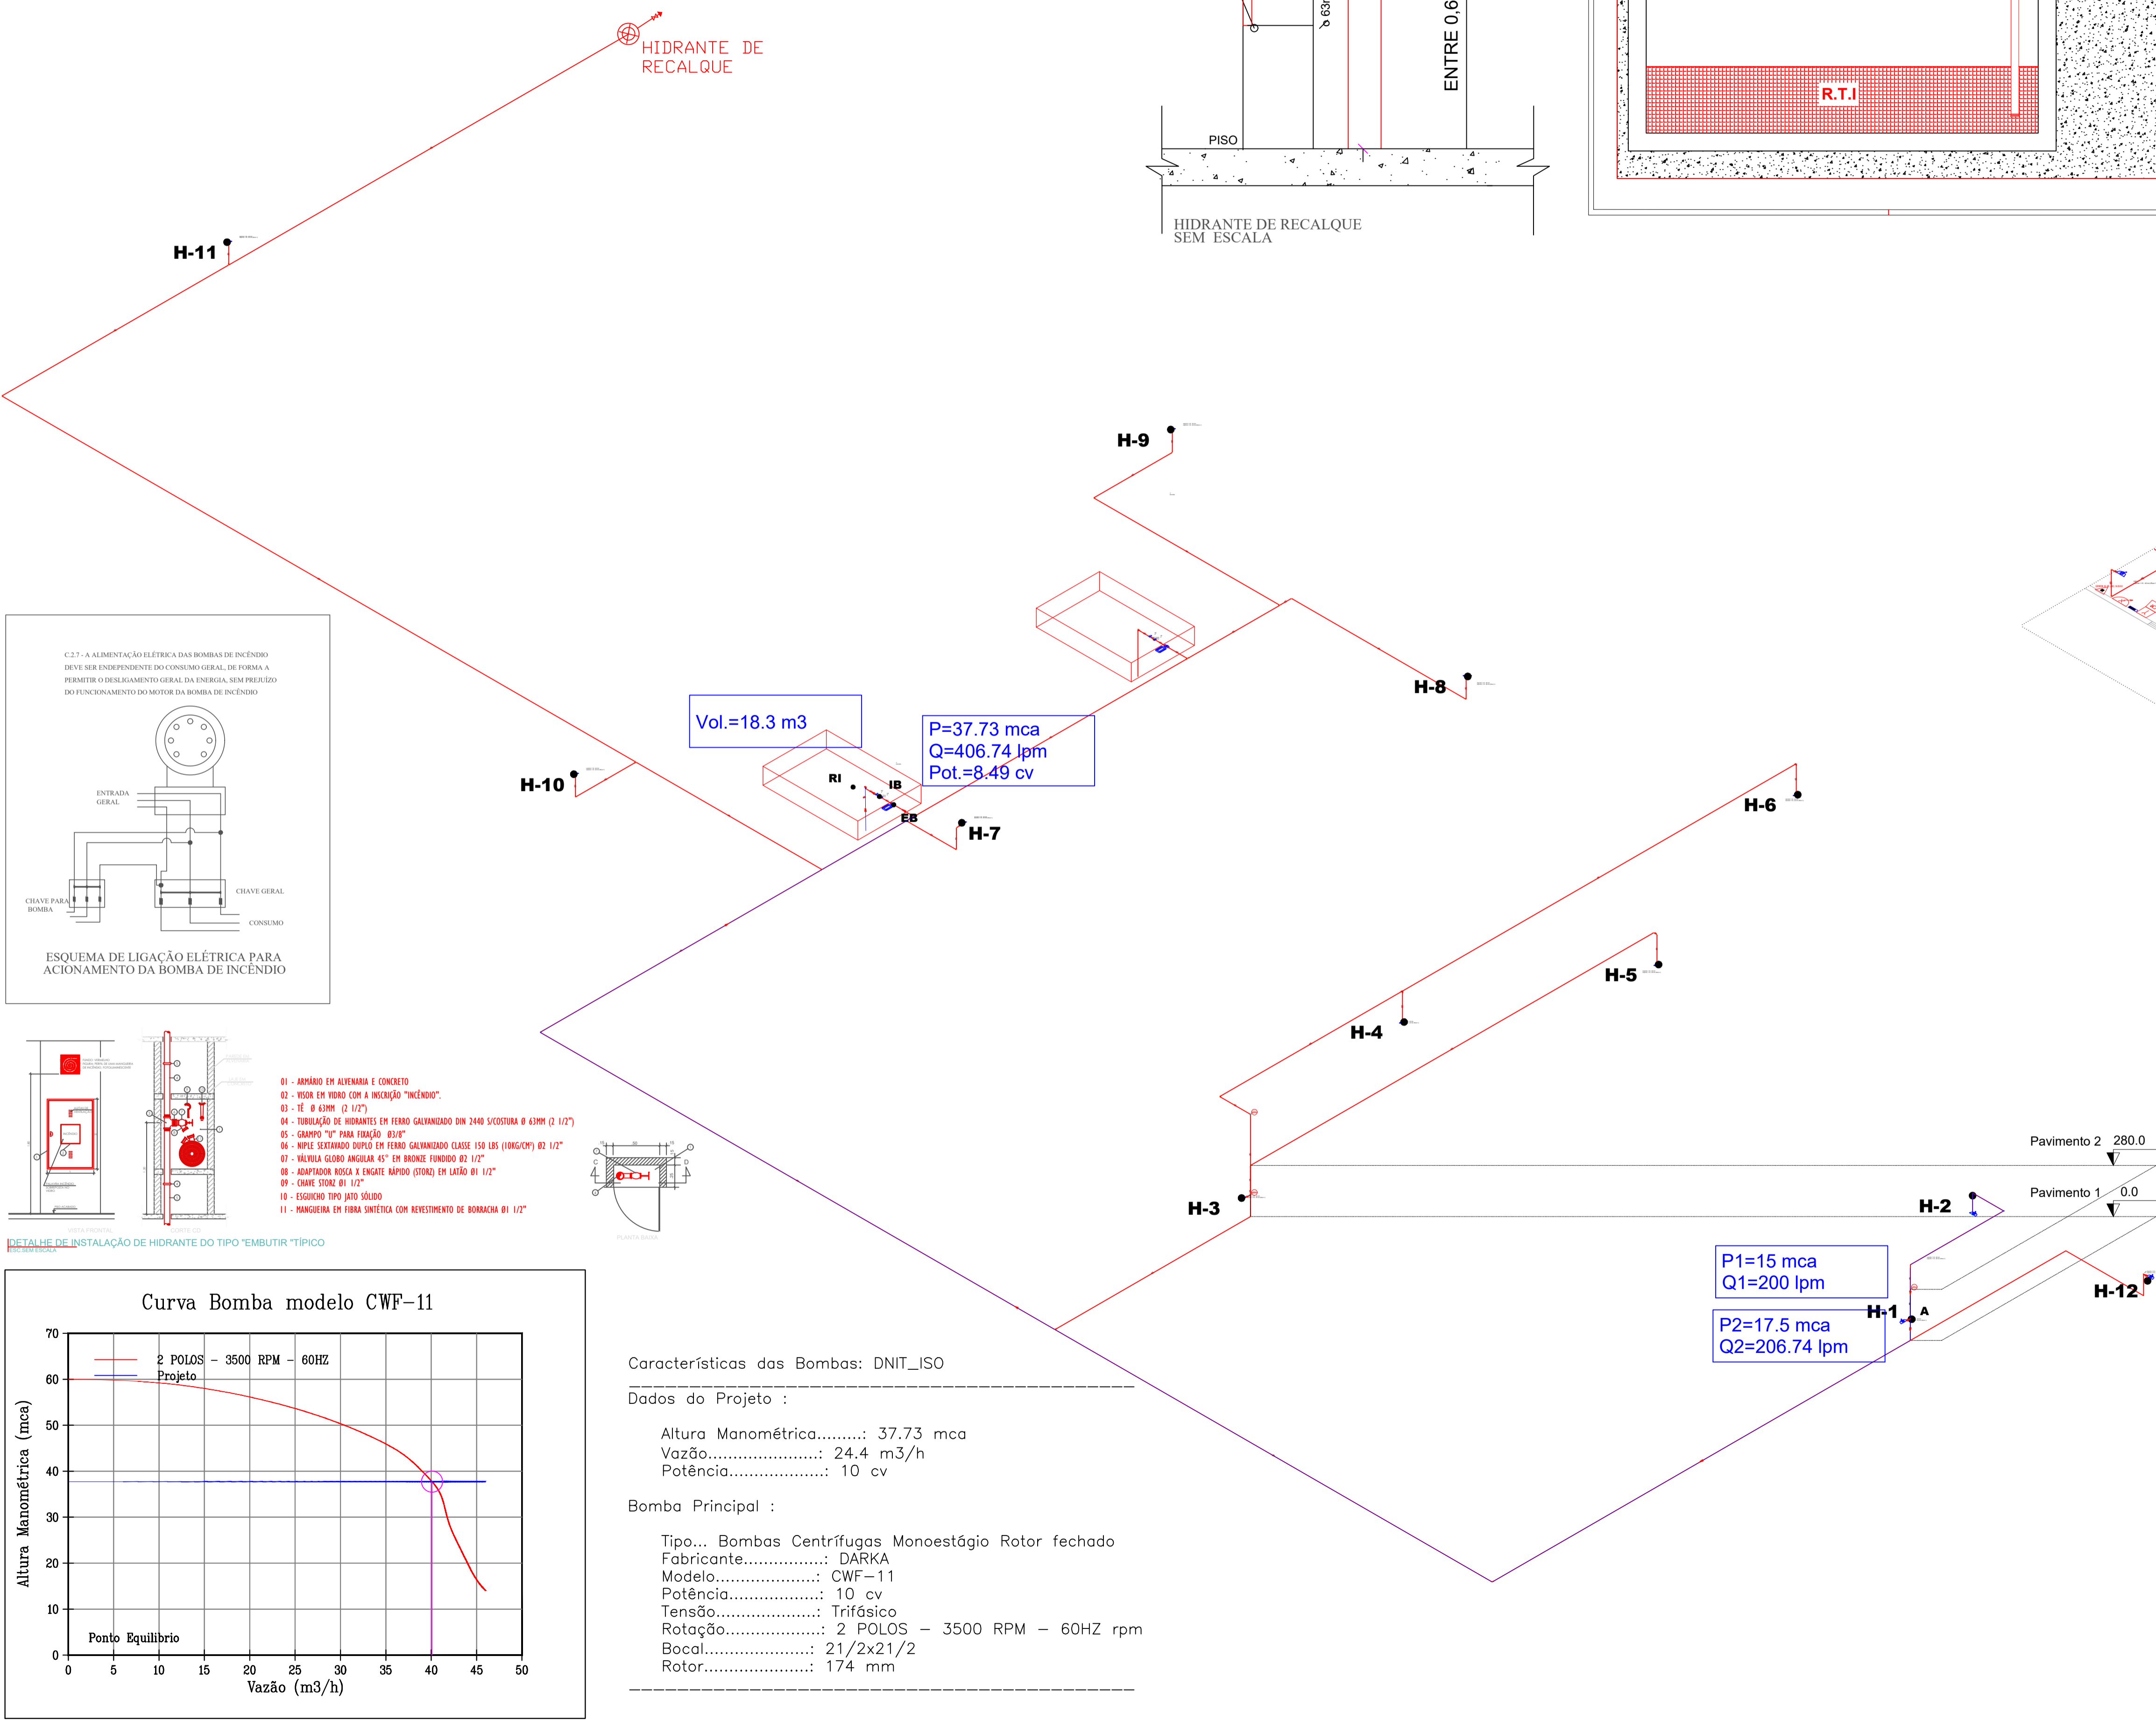 HIDRANTE DE
RECALQUE
PISO
ENTRE 0,6
HIDRANTE DE RECALQUE
SEM ESCALA
R.T.I
H-11
H-9
H-8
H-10
H-7
H-6
H-5
H-4
H-3
H-2
H-1
A
H-12
RI
IB
EB
Vol.=18.3 m3
P=37.73 mca
Q=406.74 lpm
Pot.=8.49 cv
C.2.7 - A ALIMENTAÇÃO ELÉTRICA DAS BOMBAS DE INCÊNDIO
DEVE SER ENDEPENDENTE DO CONSUMO GERAL, DE FORMA A
PERMITIR O DESLIGAMENTO GERAL DA ENERGIA, SEM PREJUÍZO
DO FUNCIONAMENTO DO MOTOR DA BOMBA DE INCÊNDIO
ENTRADA
GERAL
CHAVE GERAL
CHAVE PARA
BOMBA
CONSUMO
ESQUEMA DE LIGAÇÃO ELÉTRICA PARA
ACIONAMENTO DA BOMBA DE INCÊNDIO
01 - ARMÁRIO EM ALVENARIA E CONCRETO
02 - VISOR EM VIDRO COM A INSCRIÇÃO "INCÊNDIO".
03 - TÊ Ø 63MM (2 1/2")
04 - TUBULAÇÃO DE HIDRANTES EM FERRO GALVANIZADO DIN 2440 S/COSTURA Ø 63MM (2 1/2")
05 - GRAMPO "U" PARA FIXAÇÃO Ø3/8"
06 - NIPLE SEXTAVADO DUPLO EM FERRO GALVANIZADO CLASSE 150 LBS (10KG/CM²) Ø2 1/2"
07 - VÁLVULA GLOBO ANGULAR 45° EM BRONZE FUNDIDO Ø2 1/2"
08 - ADAPTADOR ROSCA X ENGATE RÁPIDO (STORZ) EM LATÃO Ø1 1/2"
09 - CHAVE STORZ Ø1 1/2"
10 - ESGUICHO TIPO JATO SÓLIDO
11 - MANGUEIRA EM FIBRA SINTÉTICA COM REVESTIMENTO DE BORRACHA Ø1 1/2"
VISTA FRONTAL
CORTE CD
PLANTA BAIXA
DETALHE DE INSTALAÇÃO DE HIDRANTE DO TIPO "EMBUTIR "TÍPICO
ESC:SEM ESCALA
Pavimento 2 280.0
Pavimento 1 0.0
P1=15 mca
Q1=200 lpm
P2=17.5 mca
Q2=206.74 lpm
Curva Bomba modelo CWF-11
2 POLOS - 3500 RPM - 60HZ
Projeto
Altura Manométrica (mca)
70
60
50
40
30
20
10
0
Ponto Equilibrio
0 5 10 15 20 25 30 35 40 45 50
Vazão (m3/h)
Características das Bombas: DNIT_ISO
Dados do Projeto :
Altura Manométrica.........: 37.73 mca
Vazão......................: 24.4 m3/h
Potência...................: 10 cv
Bomba Principal :
Tipo... Bombas Centrífugas Monoestágio Rotor fechado
Fabricante................: DARKA
Modelo....................: CWF-11
Potência..................: 10 cv
Tensão....................: Trifásico
Rotação...................: 2 POLOS - 3500 RPM - 60HZ rpm
Bocal.....................: 21/2x21/2
Rotor.....................: 174 mm